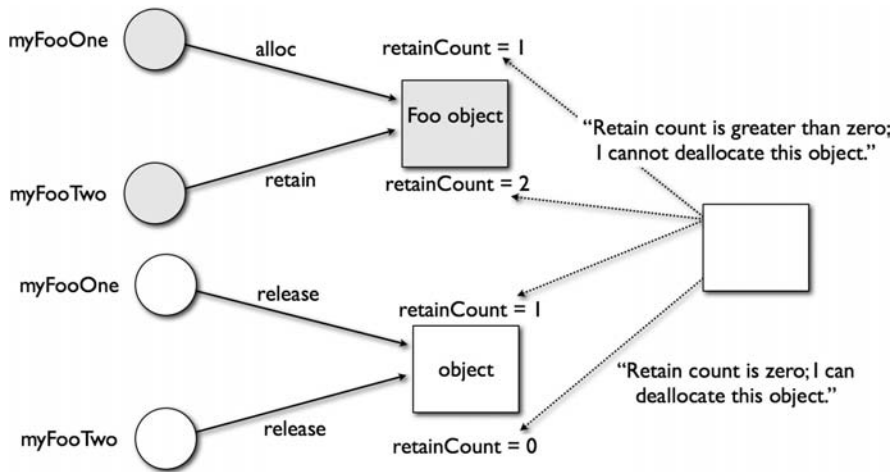 myFooOne
alloc
retainCount = 1
Foo object
"Retain count is greater than zero;
I cannot deallocate this object."
retain
retainCount = 2
myFooTwo
myFooOne
release
retainCount = 1
object
"Retain count is zero; I can
deallocate this object."
release
myFooTwo
retainCount = 0